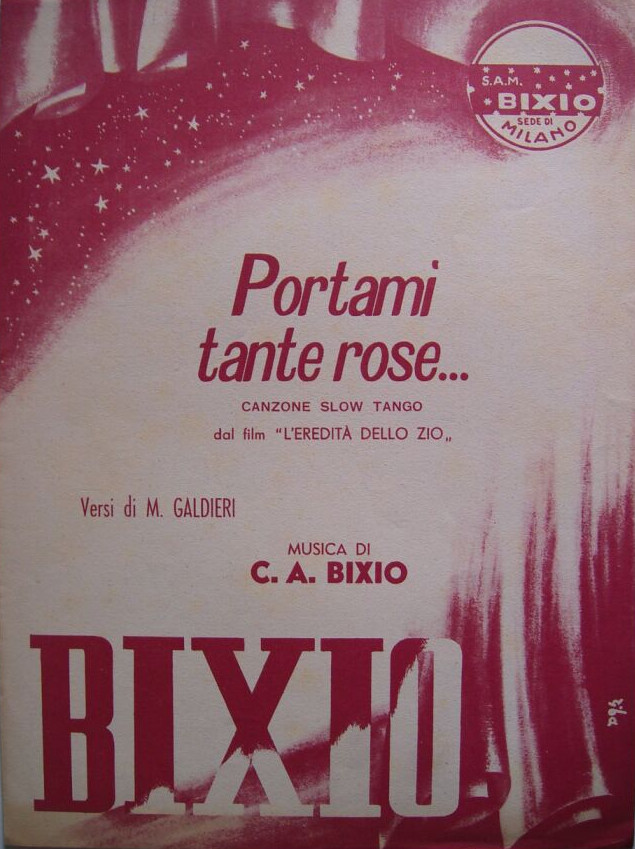 S.A.M.
BIXIO
SEDE DI
MILANO
Portami
tante rose...
CANZONE SLOW TANGO
dal film "L'EREDITÀ DELLO ZIO„
Versi di M. GALDIERI
MUSICA DI
C. A. BIXIO
BIXIO